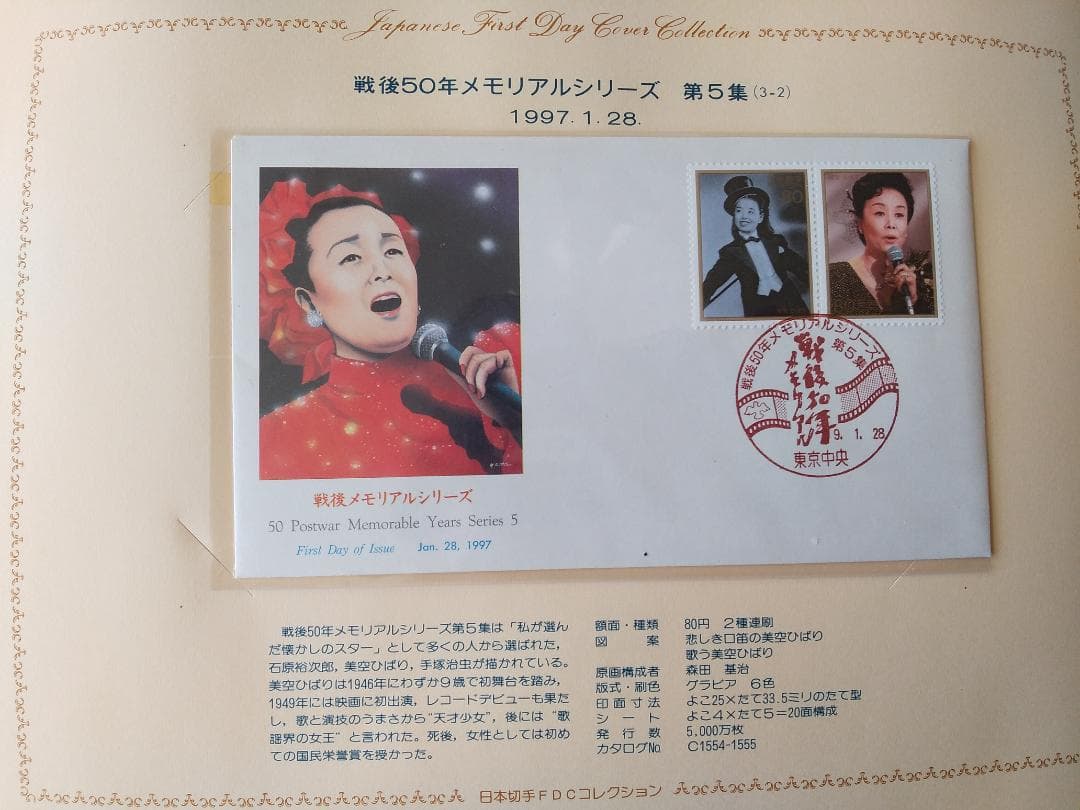 Japanese First Day Cover Collection
戦後50年メモリアルシリーズ 第5集(3-2)
1997.1.28.
戦後50年メモリアルシリーズ 第5集
戦後50年
メモリアル
9.1.28
東京中央
戦後メモリアルシリーズ
50 Postwar Memorable Years Series 5
First Day of Issue Jan. 28, 1997
戦後50年メモリアルシリーズ第5集は「私が選ん
だ懐かしのスター」として多くの人から選ばれた,
石原裕次郎,美空ひばり,手塚治虫が描かれている。
美空ひばりは1946年にわずか9歳で初舞台を踏み,
1949年には映画に初出演,レコードデビューも果た
し,歌と演技のうまさから“天才少女”,後には“歌
謡界の女王”と言われた。死後,女性としては初め
ての国民栄誉賞を授かった。
額面・種類 80円 2種連刷
図案 悲しき口笛の美空ひばり
歌う美空ひばり
原画構成者 森田 基治
版式・刷色 グラビア 6色
印面寸法 よこ25×たて33.5ミリのたて型
シート よこ4×たて5=20面構成
発行数 5,000万枚
カタログNo. C1554-1555
日本切手FDCコレクション